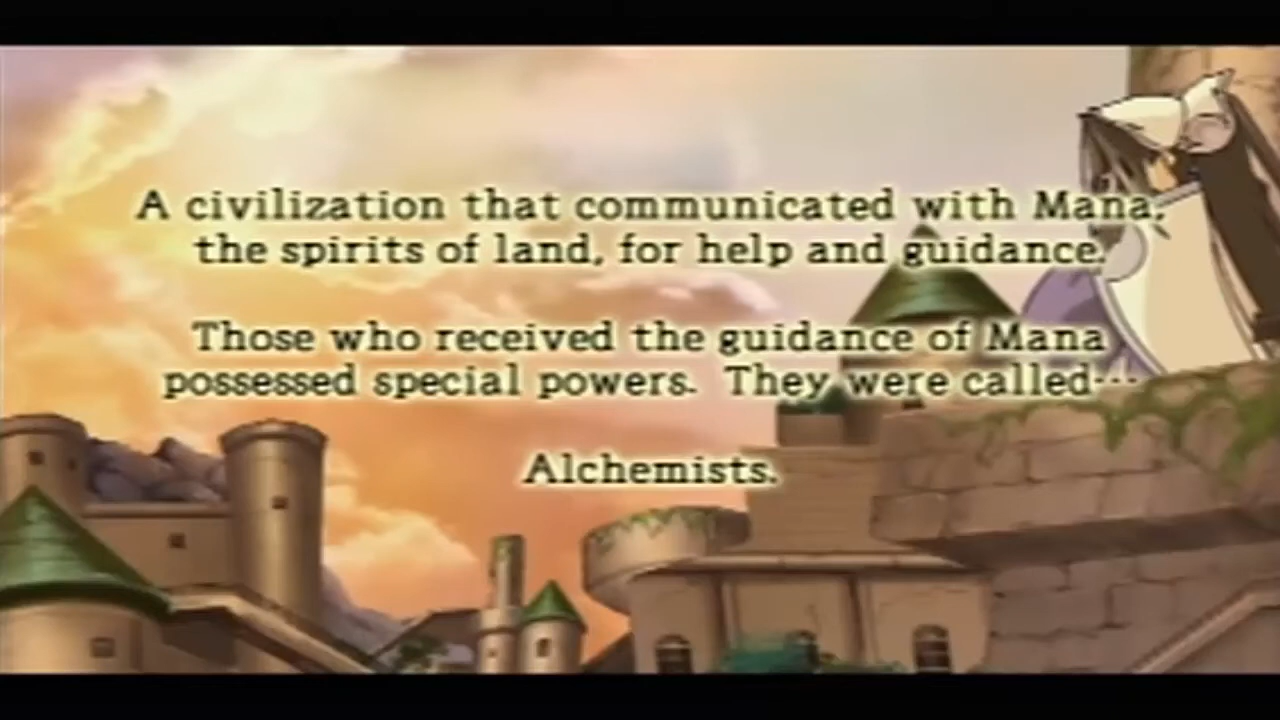 A civilization that communicated with Mana,
the spirits of land, for help and guidance.
Those who received the guidance of Mana
possessed special powers. They were called···
Alchemists.